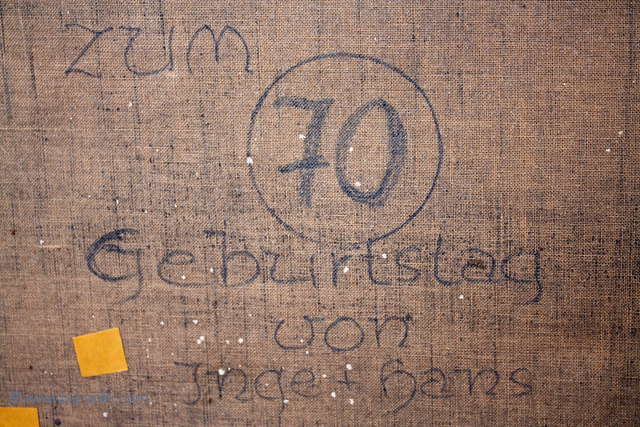 zum
70
Geburtstag
von
Inge + Hans